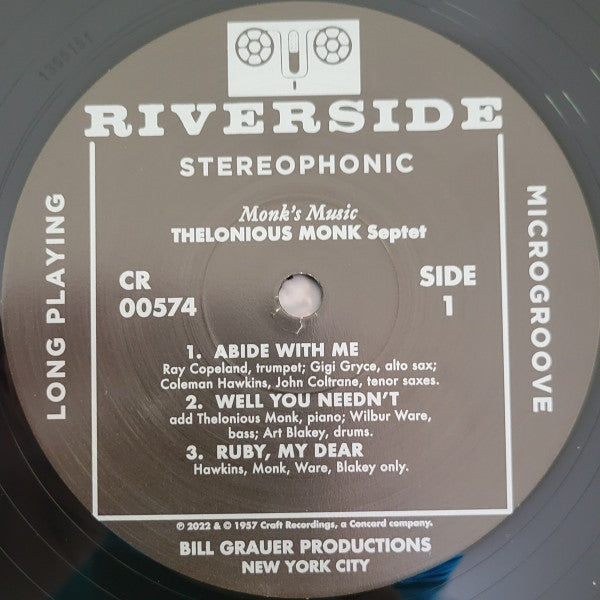 RIVERSIDE
STEREOPHONIC
LONG PLAYING
MICROGROOVE
Monk's Music
THELONIOUS MONK Septet
CR
00574
SIDE
1
1. ABIDE WITH ME
Ray Copeland, trumpet; Gigi Gryce, alto sax;
Coleman Hawkins, John Coltrane, tenor saxes.
2. WELL YOU NEEDN'T
add Thelonious Monk, piano; Wilbur Ware,
bass; Art Blakey, drums.
3. RUBY, MY DEAR
Hawkins, Monk, Ware, Blakey only.
℗ 2022 & © 1957 Craft Recordings, a Concord company.
BILL GRAUER PRODUCTIONS
NEW YORK CITY